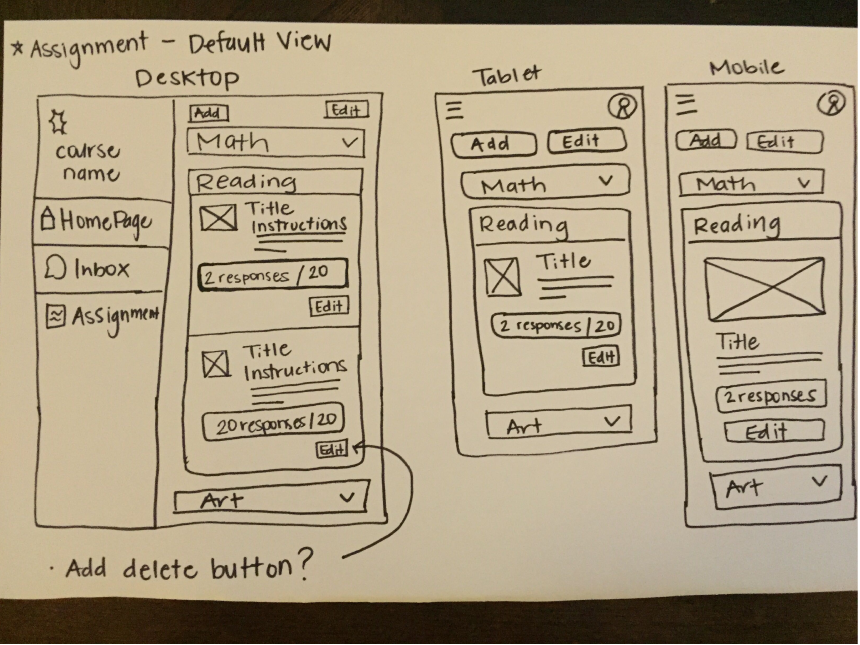 * Assignment - Default View
Desktop
course
name
HomePage
Inbox
Assignment
Add
Edit
Math
Reading
Title
Instructions
2 responses / 20
Edit
Title
Instructions
20 responses / 20
Edit
Art
· Add delete button?
Tablet
Add
Edit
Math
Reading
Title
2 responses / 20
Edit
Art
Mobile
Add
Edit
Math
Reading
Title
2 responses
Edit
Art